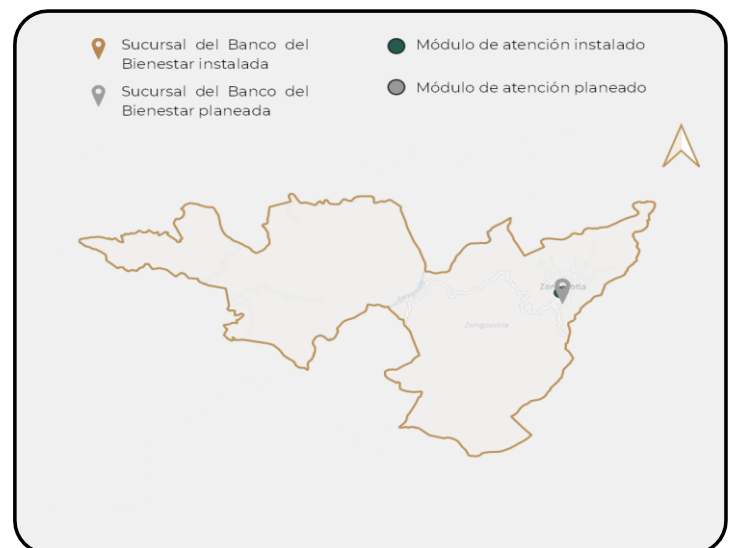 Sucursal del Banco del
Bienestar instalada
Sucursal del Banco del
Bienestar planeada
Módulo de atención instalado
Módulo de atención planeado
Zongozotla